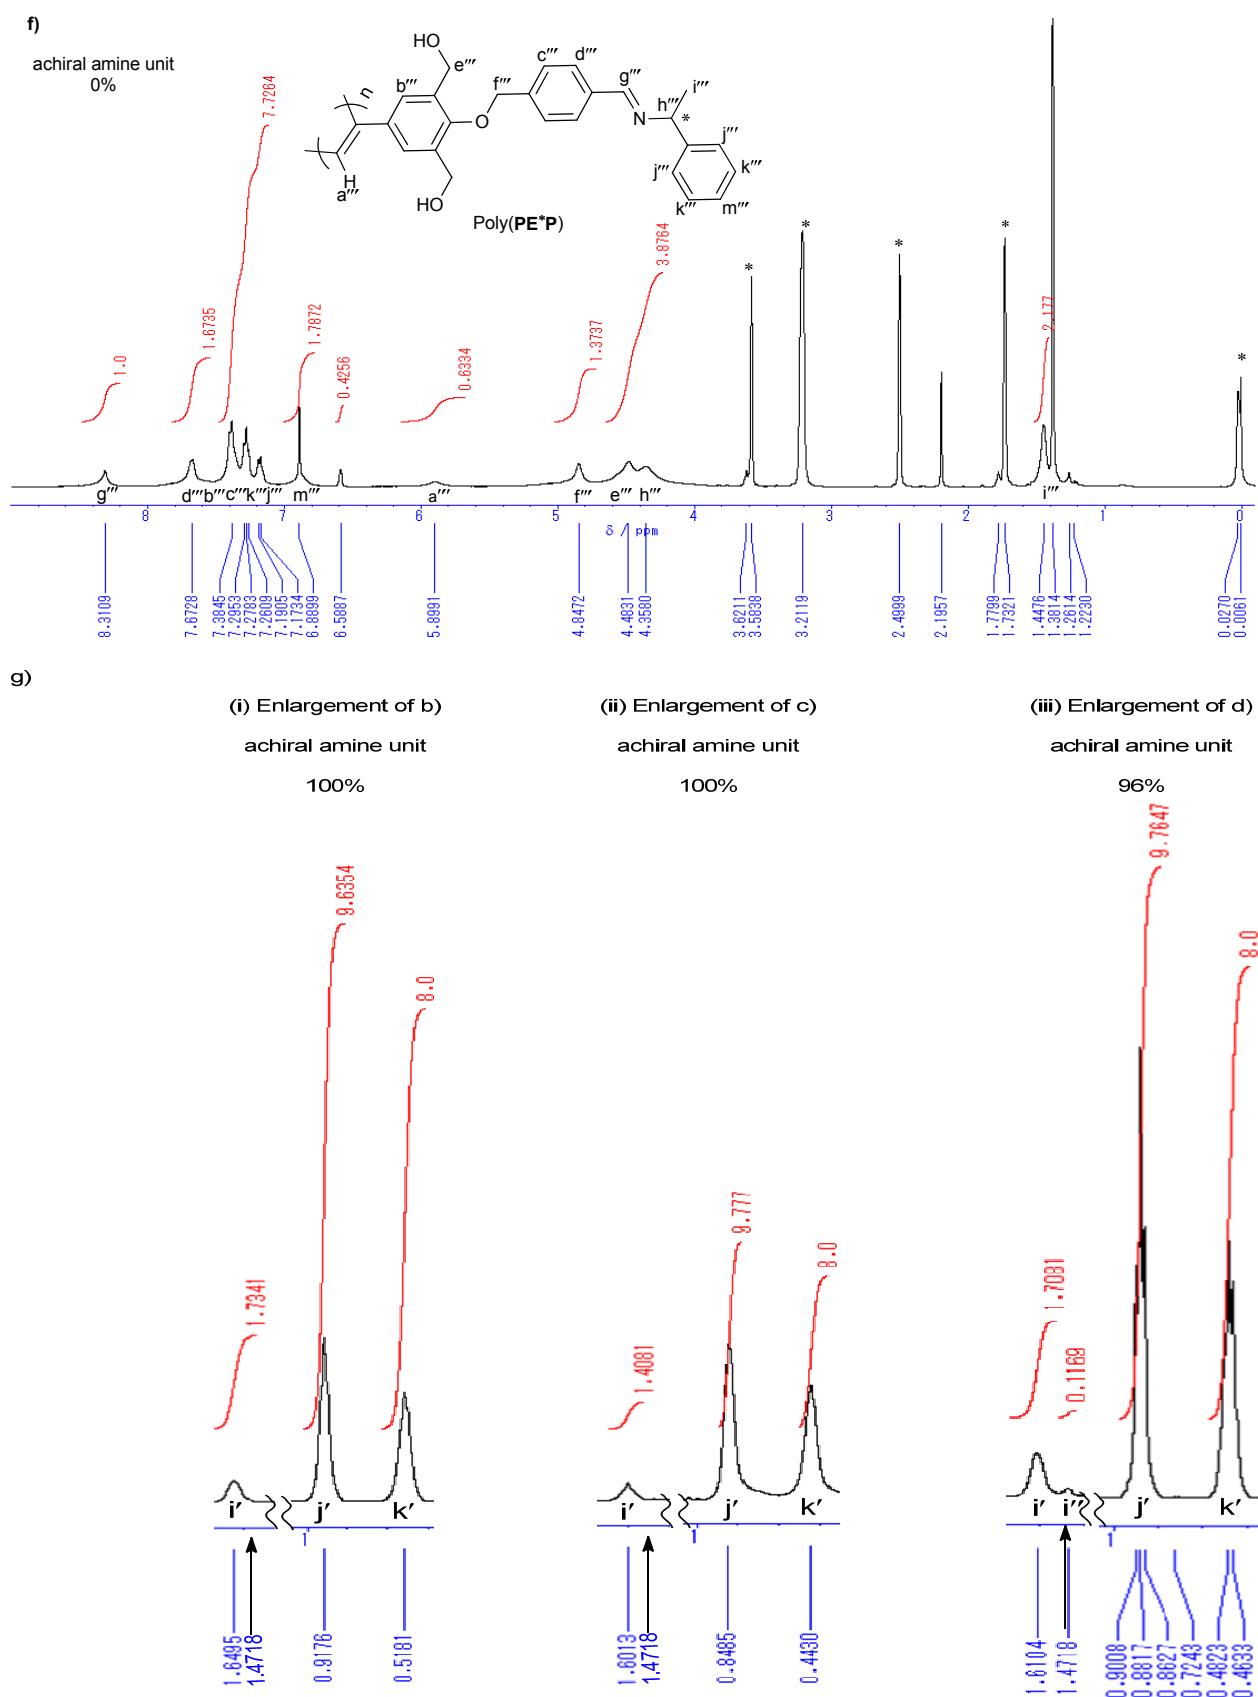 f)
achiral amine unit
0%
HO
e‴
b‴
n
H
a‴
HO
O
f‴
c‴
d‴
g‴
N
h‴
*
i‴
j‴
j‴
k‴
k‴
m‴
Poly(PE*P)
1.0
1.6735
7.7264
1.7872
0.4256
0.6334
1.3737
3.8764
2.177
*
*
*
*
*
g‴ d‴ b‴ c‴ k‴ j‴ m‴ a‴ f‴ e‴ h‴ i‴
8 7 6 5 4 3 2 1 0
δ / ppm
8.3109
7.6728
7.3845
7.2953
7.2783
7.2609
7.1905
7.1734
6.8899
6.5887
5.8991
4.8472
4.4831
4.3580
3.6211
3.5838
3.2119
2.4999
2.1957
1.7799
1.7321
1.4476
1.3814
1.2614
1.2230
0.0270
0.0061
g)
(i) Enlargement of b)
achiral amine unit
100%
1.7341
9.6354
8.0
i′ j′ k′
1
1.6495
1.4718
0.9176
0.5181
(ii) Enlargement of c)
achiral amine unit
100%
1.4081
9.777
8.0
i′ j′ k′
1
1.6013
1.4718
0.8485
0.4430
(iii) Enlargement of d)
achiral amine unit
96%
1.7081
0.1169
9.7647
8.0
i′ i″ j′ k′
1
1.6104
1.4718
0.9008
0.8817
0.8627
0.7243
0.4823
0.4633